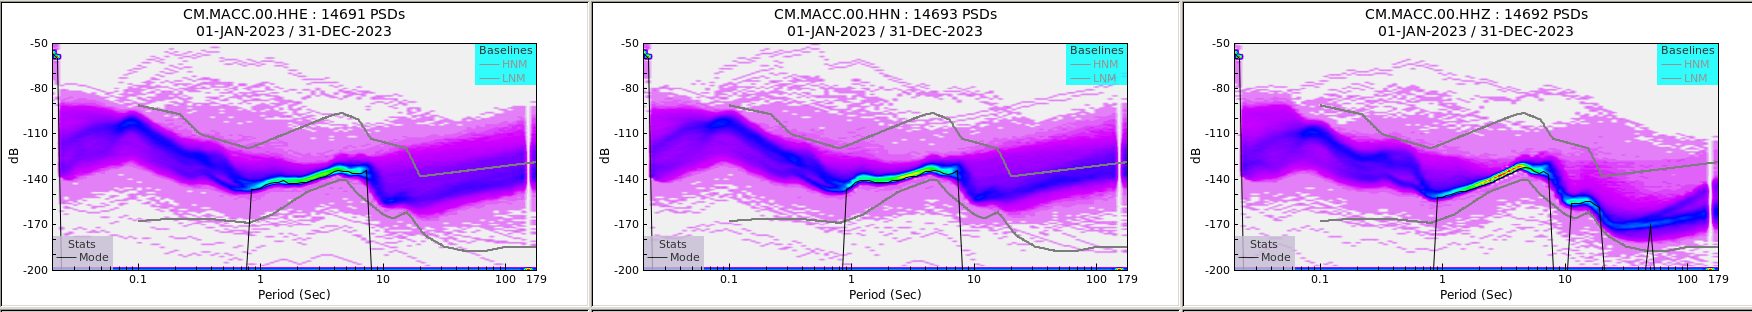 CM.MACC.00.HHE : 14691 PSDs
01-JAN-2023 / 31-DEC-2023
-50
-80
-110
-140
-170
-200
dB
Baselines
HNM
LNM
Stats
Mode
0.1 1 10 100 179
Period (Sec)
CM.MACC.00.HHN : 14693 PSDs
01-JAN-2023 / 31-DEC-2023
-50
-80
-110
-140
-170
-200
dB
Baselines
HNM
LNM
Stats
Mode
0.1 1 10 100 179
Period (Sec)
CM.MACC.00.HHZ : 14692 PSDs
01-JAN-2023 / 31-DEC-2023
-50
-80
-110
-140
-170
-200
dB
Baselines
HNM
LNM
Stats
Mode
0.1 1 10 100 179
Period (Sec)